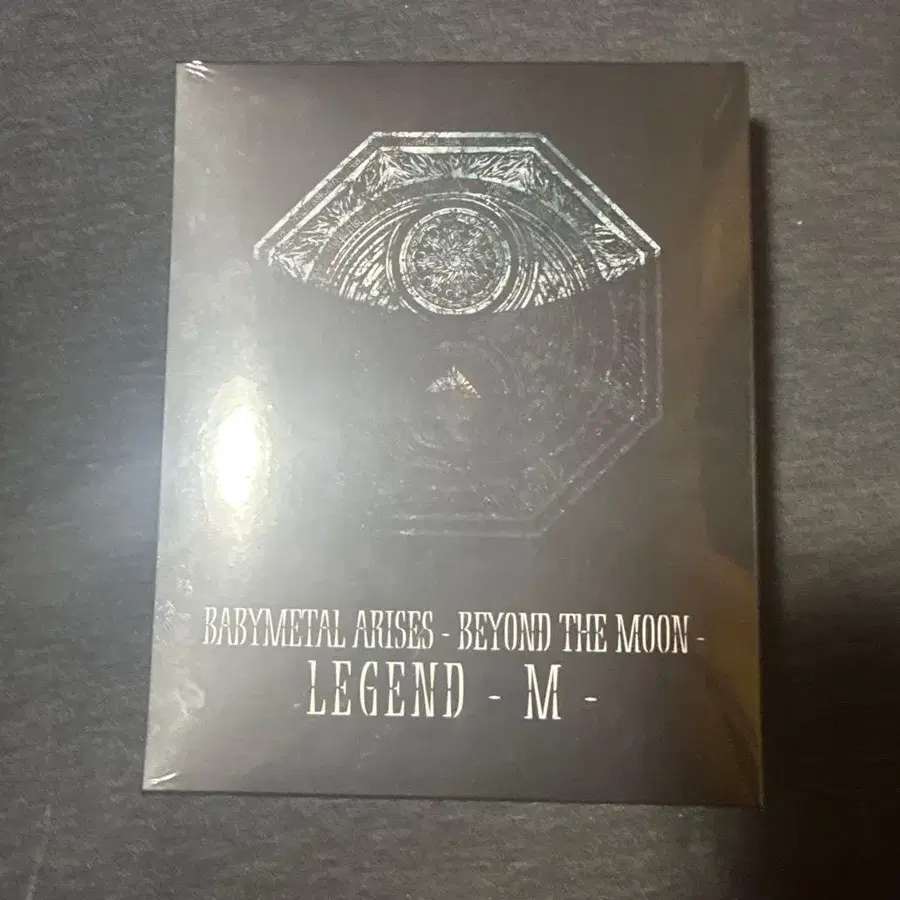 BABYMETAL ARISES - BEYOND THE MOON -
LEGEND - M -